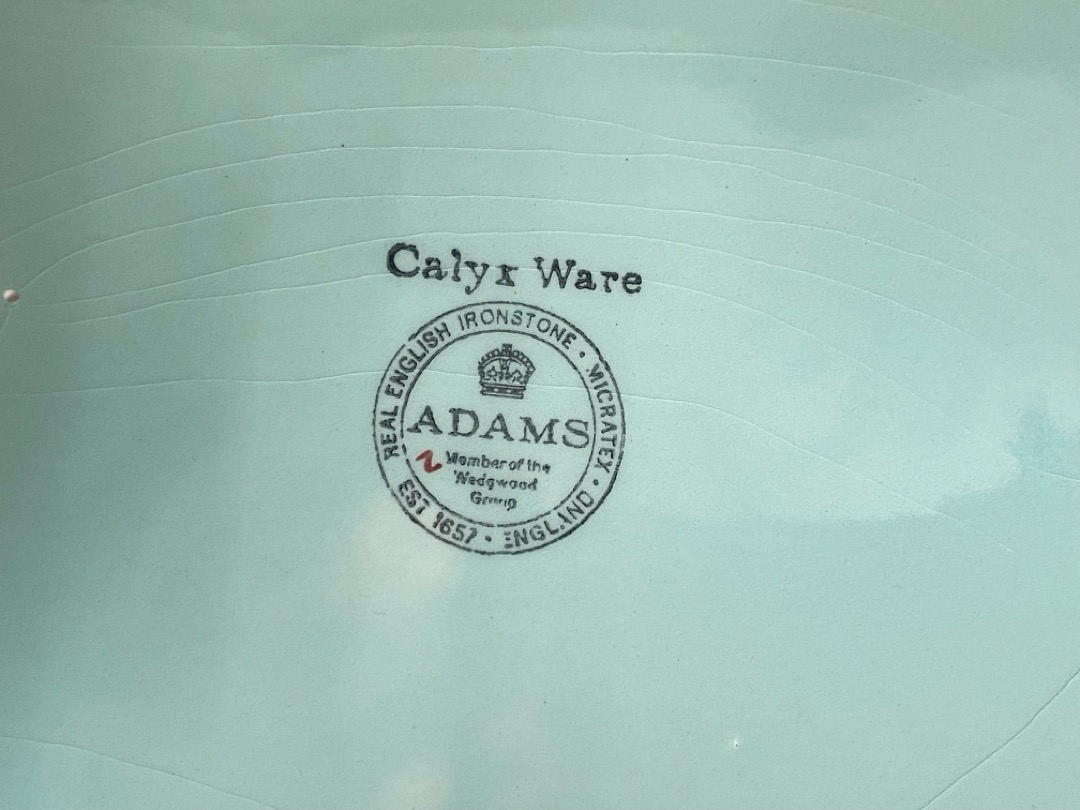 Calyx Ware
REAL ENGLISH IRONSTONE · MICRATEX ·
ADAMS
Member of the
Wedgwood
Group
EST 1657 · ENGLAND